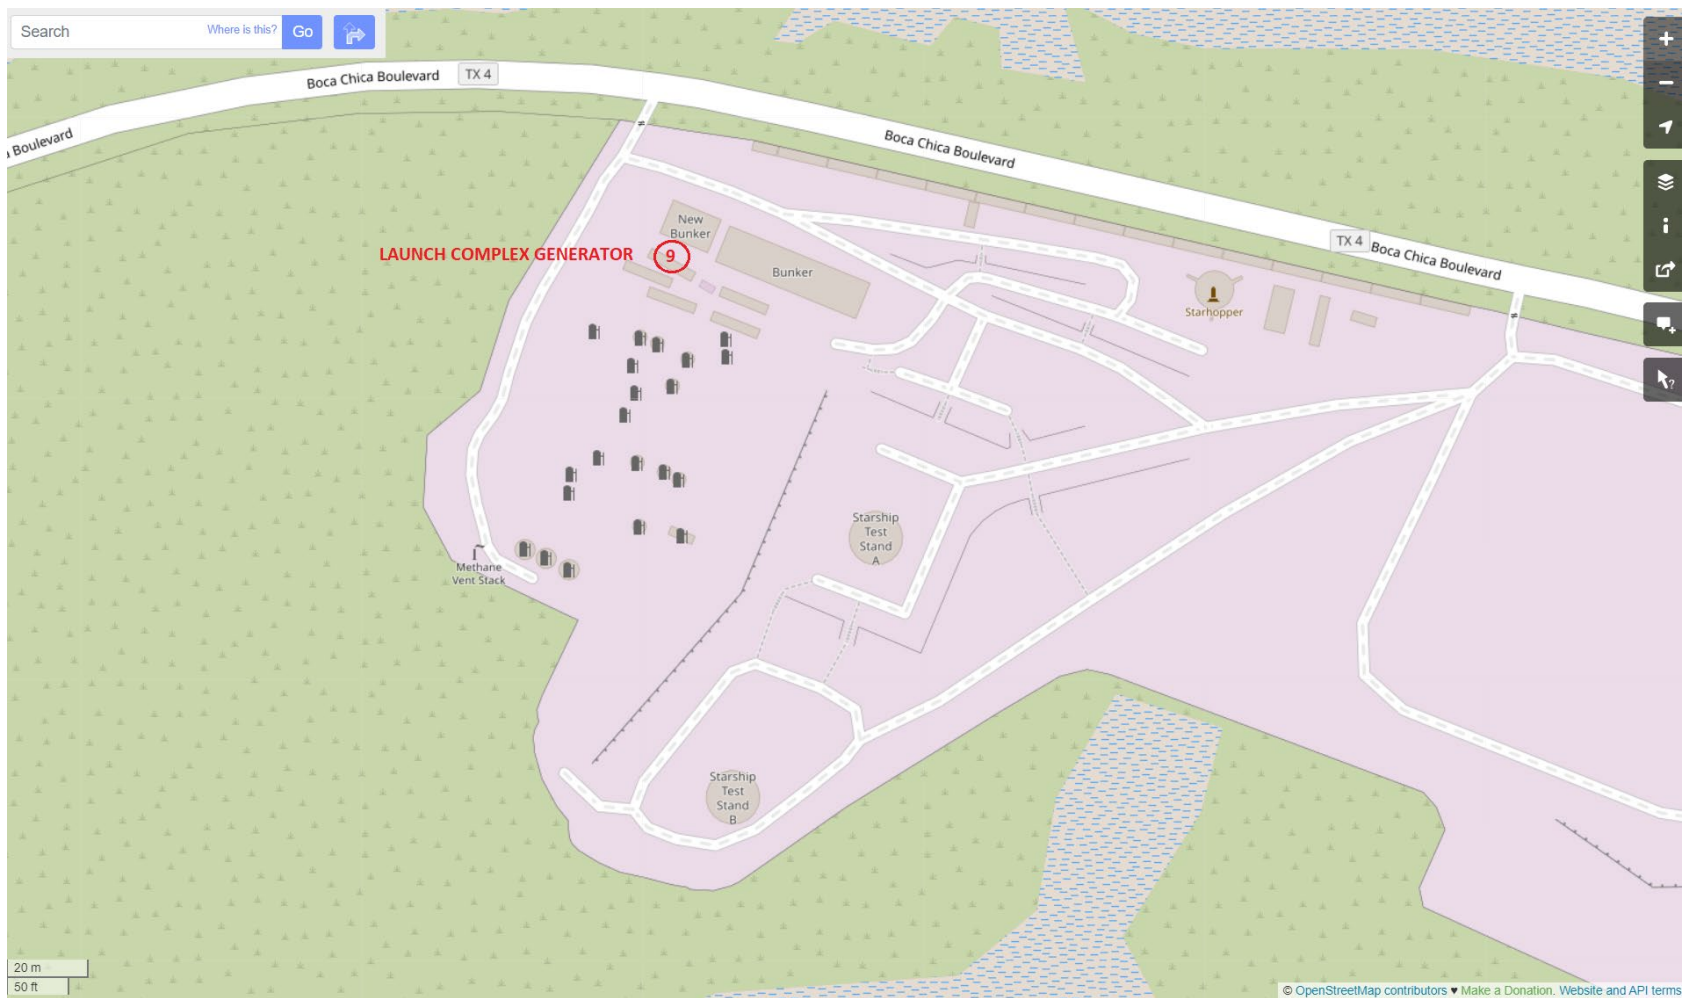 Search
Where is this?
Go
Boca Chica Boulevard
TX 4
Boulevard
Boca Chica Boulevard
New
Bunker
LAUNCH COMPLEX GENERATOR
9
Bunker
TX 4
Boca Chica Boulevard
Starhopper
Starship
Test
Stand
A
Methane
Vent Stack
Starship
Test
Stand
B
20 m
50 ft
© OpenStreetMap contributors ♥ Make a Donation. Website and API terms